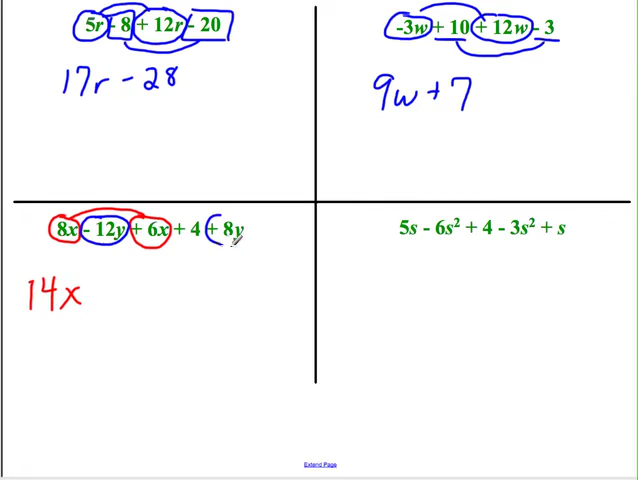 5r - 8 + 12r - 20
17r - 28
-3w + 10 + 12w - 3
9w + 7
8x - 12y + 6x + 4 + 8y
14x
5s - 6s² + 4 - 3s² + s
Extend Page